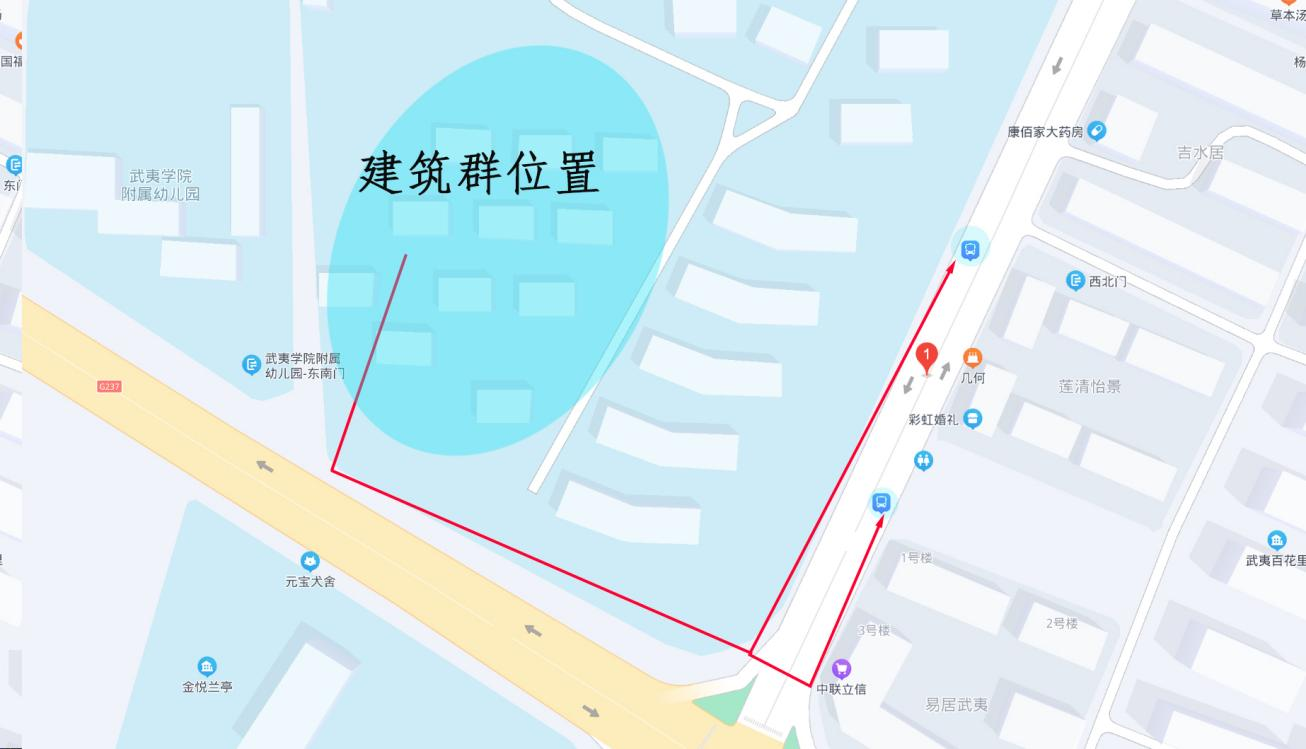 草本汤
国福
杨
康佰家大药房
吉水居
建筑群位置
武夷学院
附属幼儿园
东门
西北门
武夷学院附属
幼儿园-东南门
1
几何
G237
莲清怡景
彩虹婚礼
1号楼
武夷百花里
元宝犬舍
3号楼
2号楼
金悦兰亭
中联立信
易居武夷